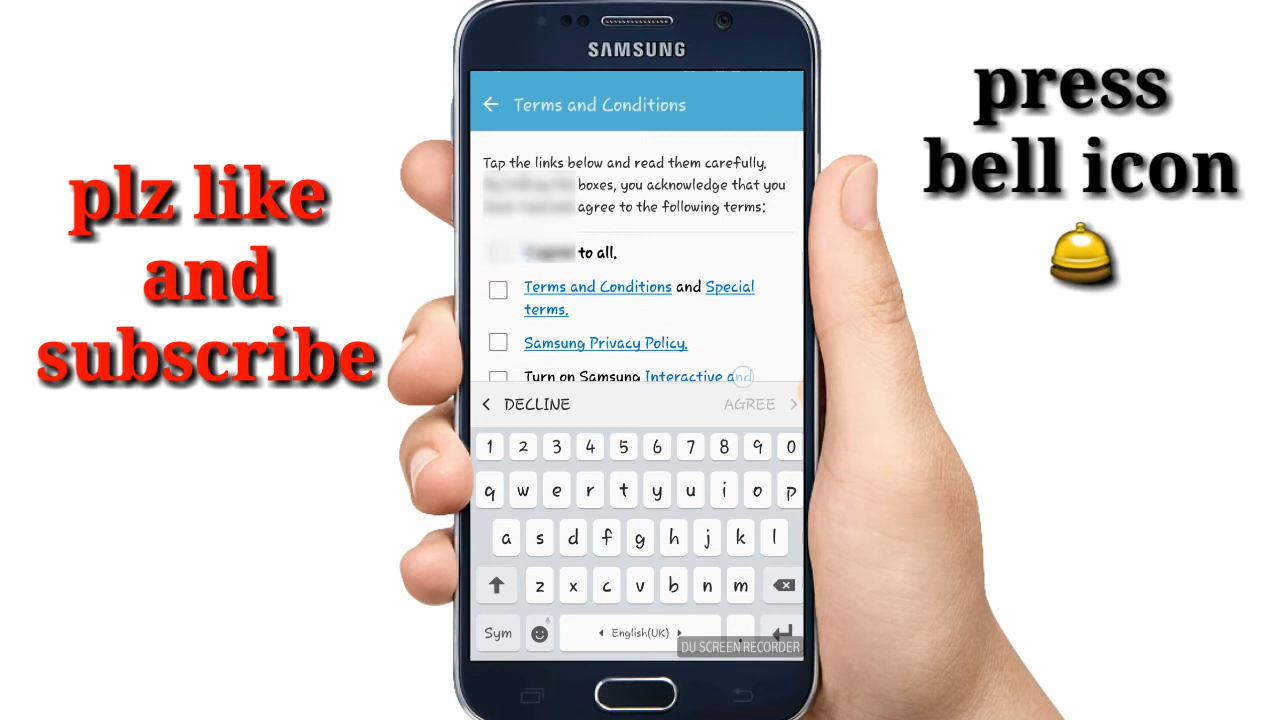 plz like
and
subscribe
press
bell icon
SAMSUNG
Terms and Conditions
Tap the links below and read them carefully.
boxes, you acknowledge that you
agree to the following terms:
to all.
Terms and Conditions and Special
terms.
Samsung Privacy Policy.
Turn on Samsung Interactive and
DECLINE
AGREE
1 2 3 4 5 6 7 8 9 0
q w e r t y u i o p
a s d f g h j k l
z x c v b n m
Sym
English(UK)
.
DU SCREEN RECORDER